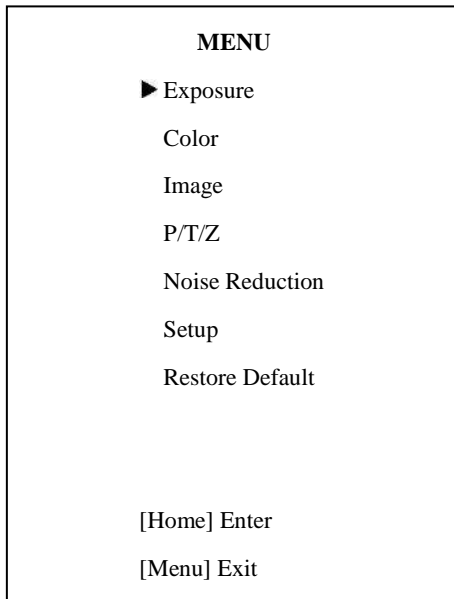 MENU
▶ Exposure
Color
Image
P/T/Z
Noise Reduction
Setup
Restore Default
[Home] Enter
[Menu] Exit